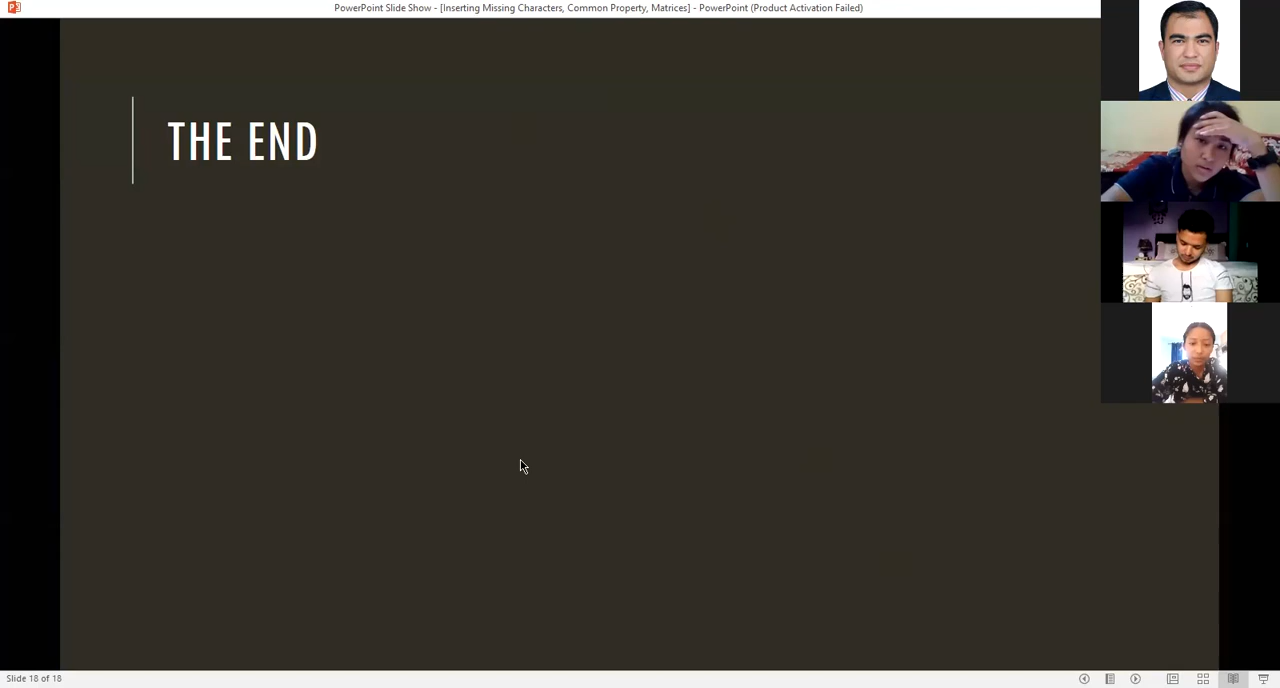 PowerPoint Slide Show - [Inserting Missing Characters, Common Property, Matrices] - PowerPoint (Product Activation Failed)
THE END
Slide 18 of 18